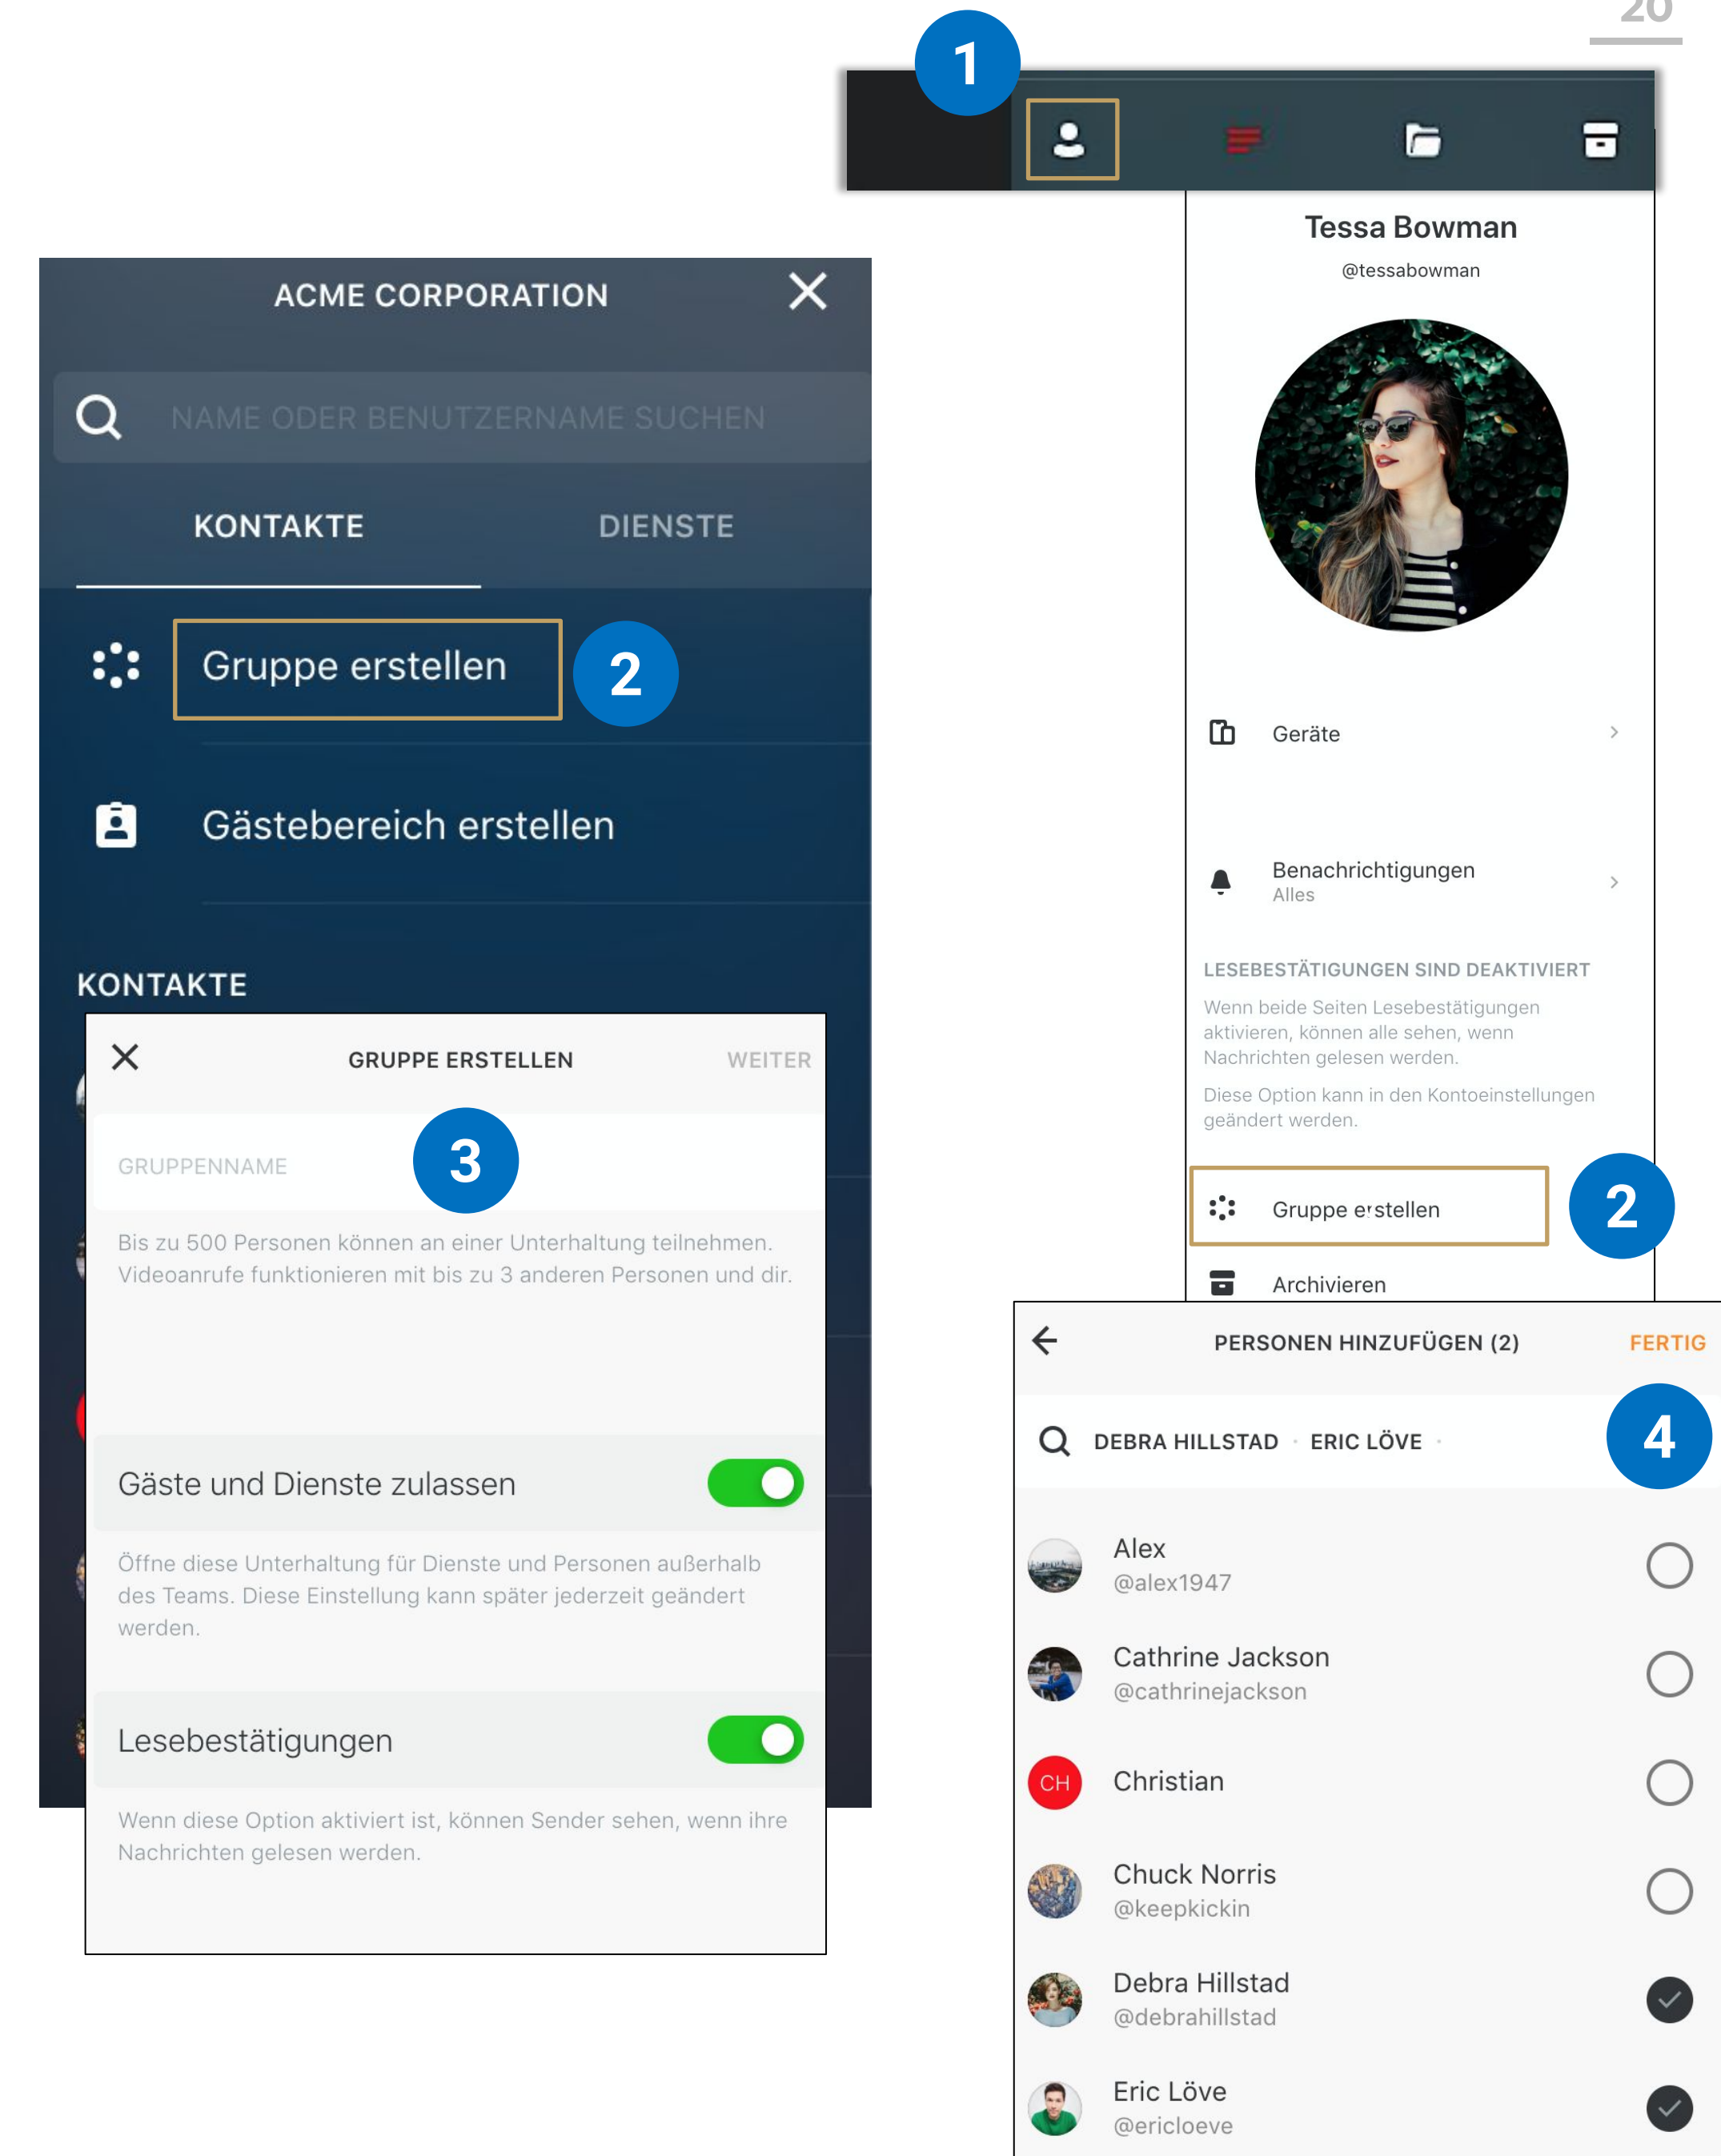 20
1
Tessa Bowman
@tessabowman
ACME CORPORATION
NAME ODER BENUTZERNAME SUCHEN
KONTAKTE
DIENSTE
Gruppe erstellen
2
Gästebereich erstellen
KONTAKTE
GRUPPE ERSTELLEN
WEITER
GRUPPENNAME
3
Bis zu 500 Personen können an einer Unterhaltung teilnehmen.
Videoanrufe funktionieren mit bis zu 3 anderen Personen und dir.
Gäste und Dienste zulassen
Öffne diese Unterhaltung für Dienste und Personen außerhalb
des Teams. Diese Einstellung kann später jederzeit geändert
werden.
Lesebestätigungen
Wenn diese Option aktiviert ist, können Sender sehen, wenn ihre
Nachrichten gelesen werden.
Geräte
Benachrichtigungen
Alles
LESEBESTÄTIGUNGEN SIND DEAKTIVIERT
Wenn beide Seiten Lesebestätigungen
aktivieren, können alle sehen, wenn
Nachrichten gelesen werden.
Diese Option kann in den Kontoeinstellungen
geändert werden.
Gruppe erstellen
2
Archivieren
PERSONEN HINZUFÜGEN (2)
FERTIG
DEBRA HILLSTAD · ERIC LÖVE ·
4
Alex
@alex1947
Cathrine Jackson
@cathrinejackson
CH
Christian
Chuck Norris
@keepkickin
Debra Hillstad
@debrahillstad
Eric Löve
@ericloeve